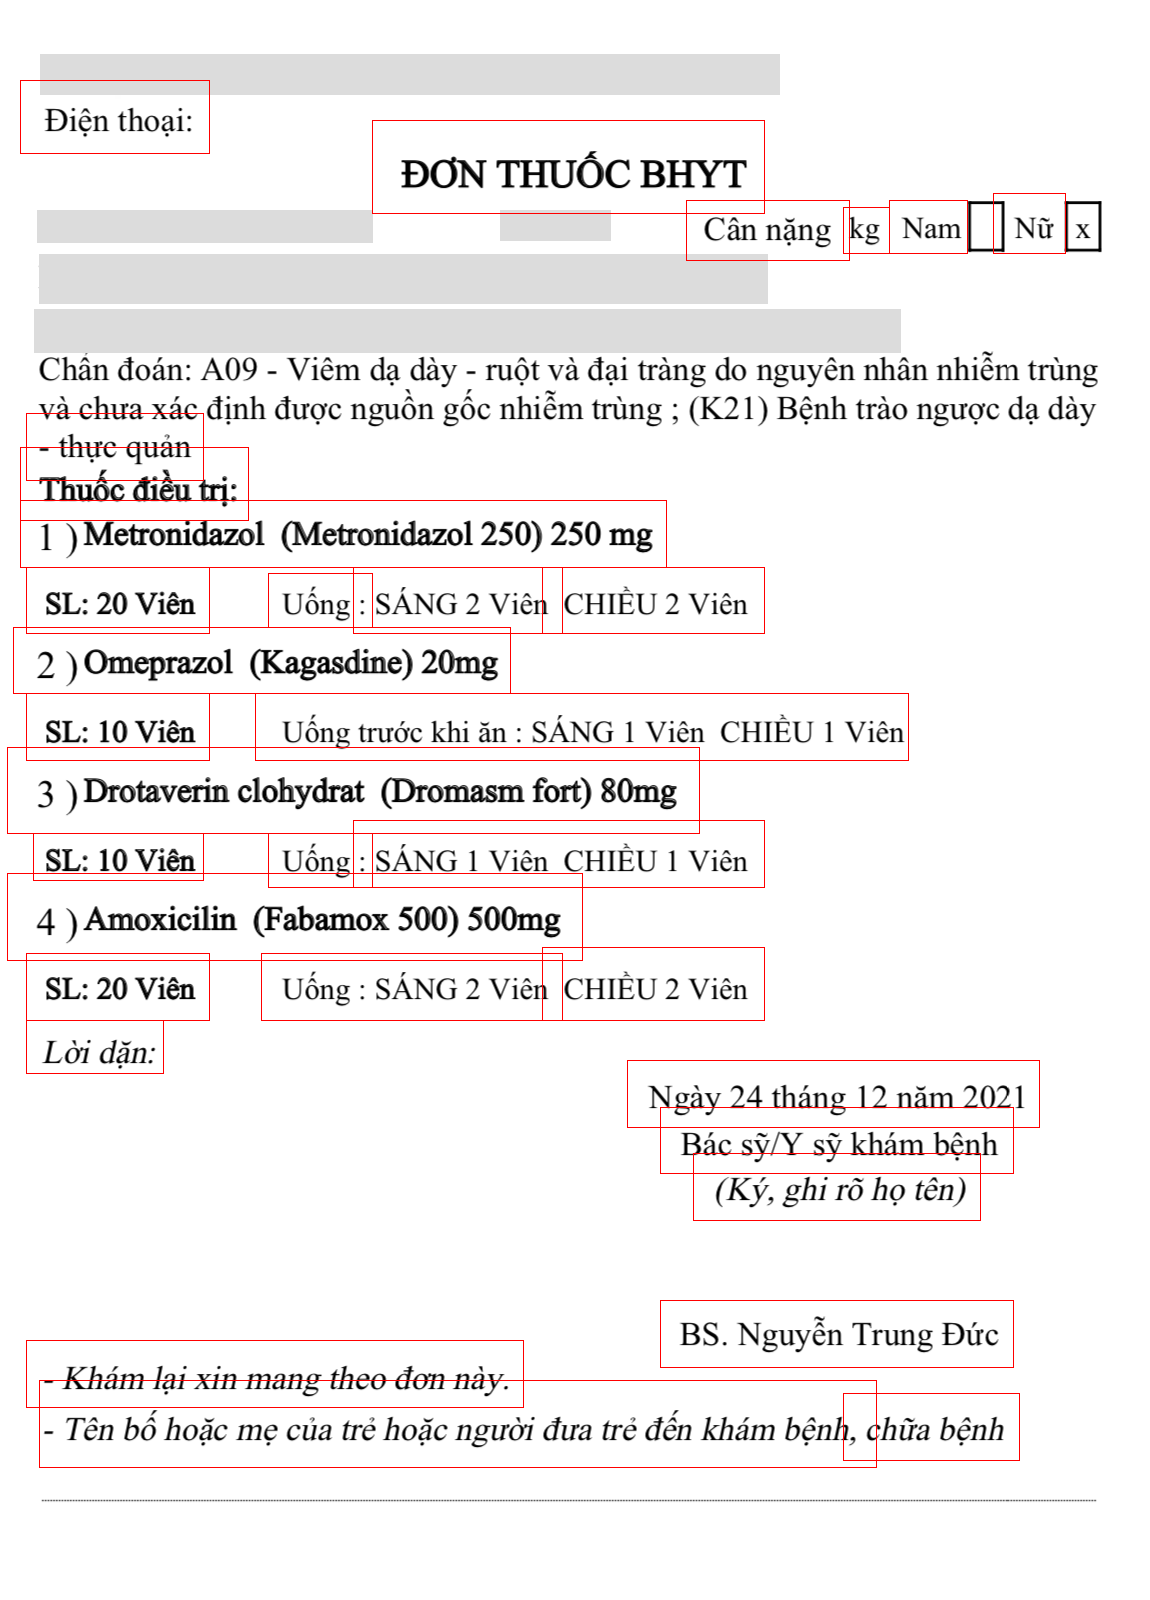 Điện thoại:
ĐƠN THUỐC BHYT
Cân nặng kg Nam Nữ x
Chẩn đoán: A09 - Viêm dạ dày - ruột và đại tràng do nguyên nhân nhiễm trùng
và chưa xác định được nguồn gốc nhiễm trùng ; (K21) Bệnh trào ngược dạ dày
- thực quản
Thuốc điều trị:
1 ) Metronidazol (Metronidazol 250) 250 mg
SL: 20 Viên Uống : SÁNG 2 Viên CHIỀU 2 Viên
2 ) Omeprazol (Kagasdine) 20mg
SL: 10 Viên Uống trước khi ăn : SÁNG 1 Viên CHIỀU 1 Viên
3 ) Drotaverin clohydrat (Dromasm fort) 80mg
SL: 10 Viên Uống : SÁNG 1 Viên CHIỀU 1 Viên
4 ) Amoxicilin (Fabamox 500) 500mg
SL: 20 Viên Uống : SÁNG 2 Viên CHIỀU 2 Viên
Lời dặn:
Ngày 24 tháng 12 năm 2021
Bác sỹ/Y sỹ khám bệnh
(Ký, ghi rõ họ tên)
BS. Nguyễn Trung Đức
- Khám lại xin mang theo đơn này.
- Tên bố hoặc mẹ của trẻ hoặc người đưa trẻ đến khám bệnh, chữa bệnh